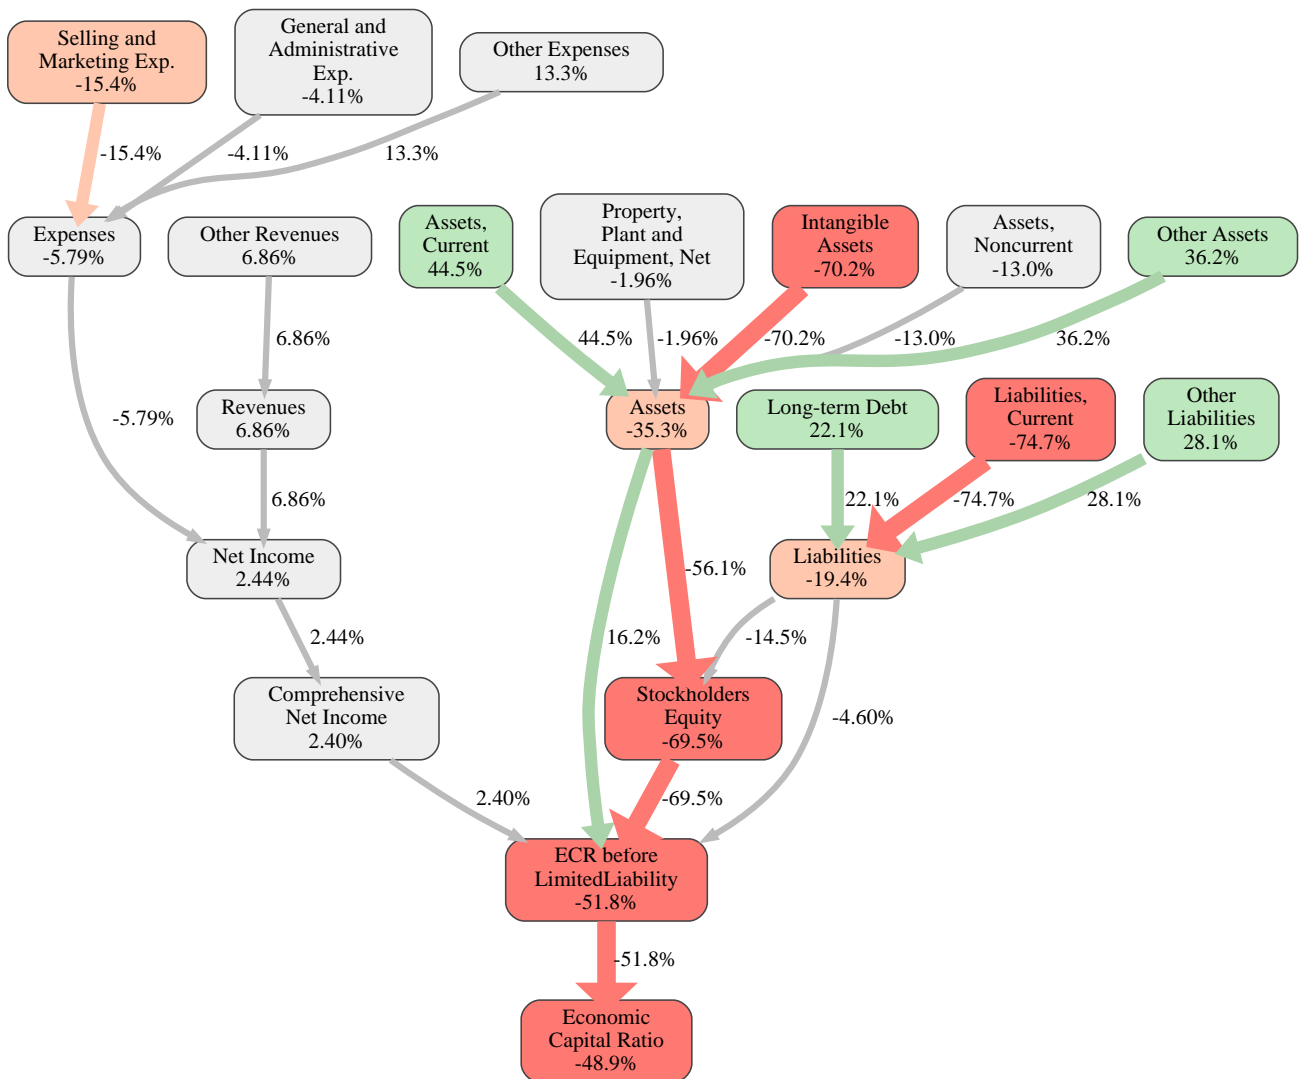 Selling and
Marketing Exp.
-15.4%
General and
Administrative
Exp.
-4.11%
Other Expenses
13.3%
-15.4%
-4.11%
13.3%
Expenses
-5.79%
Other Revenues
6.86%
Assets,
Current
44.5%
Property,
Plant and
Equipment, Net
-1.96%
Intangible
Assets
-70.2%
Assets,
Noncurrent
-13.0%
Other Assets
36.2%
6.86%
44.5%
-1.96%
-70.2%
-13.0%
36.2%
-5.79%
Revenues
6.86%
Assets
-35.3%
Long-term Debt
22.1%
Liabilities,
Current
-74.7%
Other
Liabilities
28.1%
6.86%
22.1%
-74.7%
28.1%
Net Income
2.44%
-56.1%
Liabilities
-19.4%
2.44%
16.2%
-14.5%
Comprehensive
Net Income
2.40%
Stockholders
Equity
-69.5%
-4.60%
2.40%
-69.5%
ECR before
LimitedLiability
-51.8%
-51.8%
Economic
Capital Ratio
-48.9%